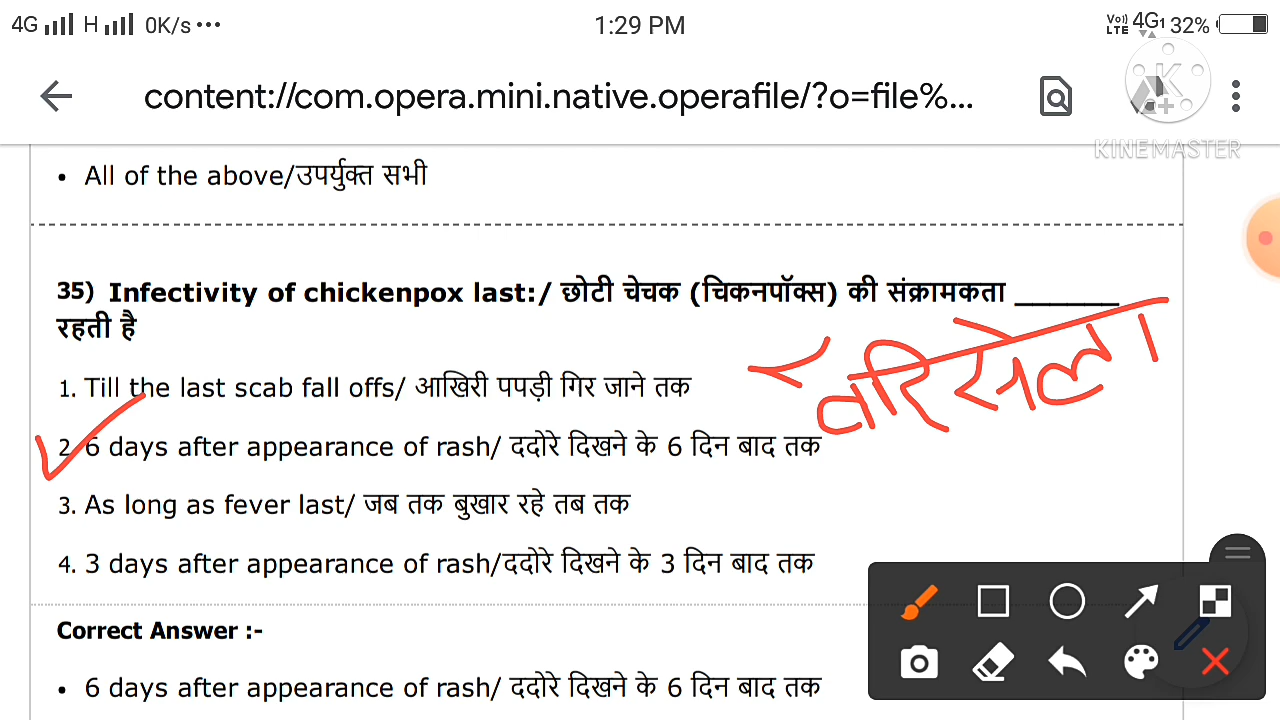 4G H 0K/s 1:29 PM Vo) LTE 4G1 32%
content://com.opera.mini.native.operafile/?o=file%...
K
KINEMASTER
• All of the above/उपर्युक्त सभी
35) Infectivity of chickenpox last:/ छोटी चेचक (चिकनपॉक्स) की संक्रामकता _______
रहती है
वरिसेला
1. Till the last scab fall offs/ आखिरी पपड़ी गिर जाने तक
2. 6 days after appearance of rash/ ददोरे दिखने के 6 दिन बाद तक
3. As long as fever last/ जब तक बुखार रहे तब तक
4. 3 days after appearance of rash/ददोरे दिखने के 3 दिन बाद तक
Correct Answer :-
• 6 days after appearance of rash/ ददोरे दिखने के 6 दिन बाद तक